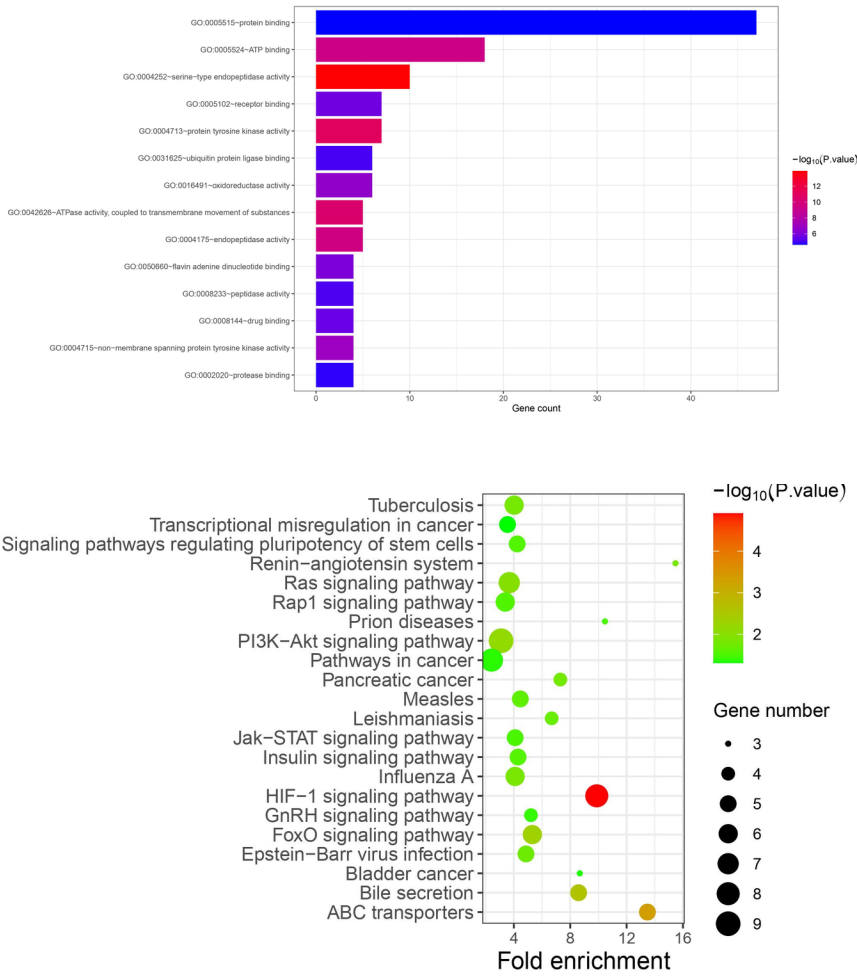 GO:0005515~protein binding
GO:0005524~ATP binding
GO:0004252~serine-type endopeptidase activity
GO:0005102~receptor binding
GO:0004713~protein tyrosine kinase activity
GO:0031625~ubiquitin protein ligase binding
GO:0016491~oxidoreductase activity
GO:0042626~ATPase activity, coupled to transmembrane movement of substances
GO:0004175~endopeptidase activity
GO:0050660~flavin adenine dinucleotide binding
GO:0008233~peptidase activity
GO:0008144~drug binding
GO:0004715~non-membrane spanning protein tyrosine kinase activity
GO:0002020~protease binding
0 10 20 30 40
Gene count
−log10(P.value)
12
10
8
6
Tuberculosis
Transcriptional misregulation in cancer
Signaling pathways regulating pluripotency of stem cells
Renin−angiotensin system
Ras signaling pathway
Rap1 signaling pathway
Prion diseases
PI3K−Akt signaling pathway
Pathways in cancer
Pancreatic cancer
Measles
Leishmaniasis
Jak−STAT signaling pathway
Insulin signaling pathway
Influenza A
HIF−1 signaling pathway
GnRH signaling pathway
FoxO signaling pathway
Epstein−Barr virus infection
Bladder cancer
Bile secretion
ABC transporters
4 8 12 16
Fold enrichment
−log10(P.value)
4
3
2
Gene number
3
4
5
6
7
8
9